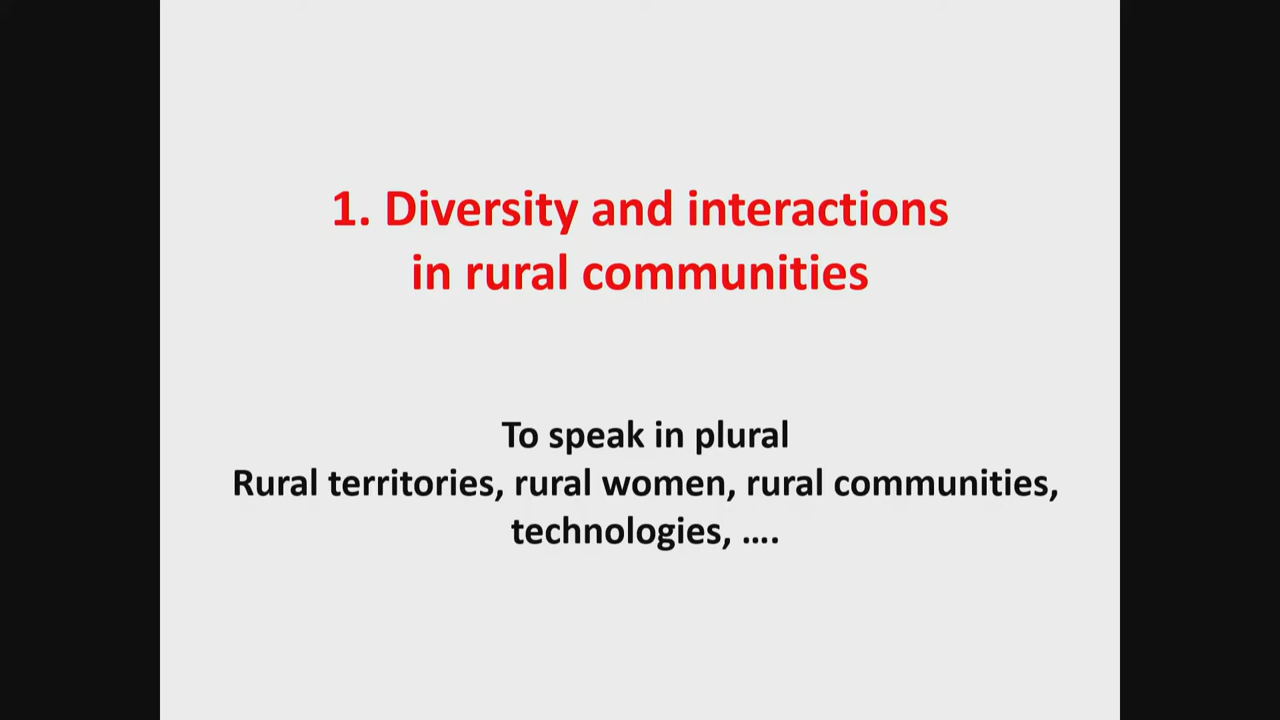 1. Diversity and interactions
in rural communities
To speak in plural
Rural territories, rural women, rural communities,
technologies, ....